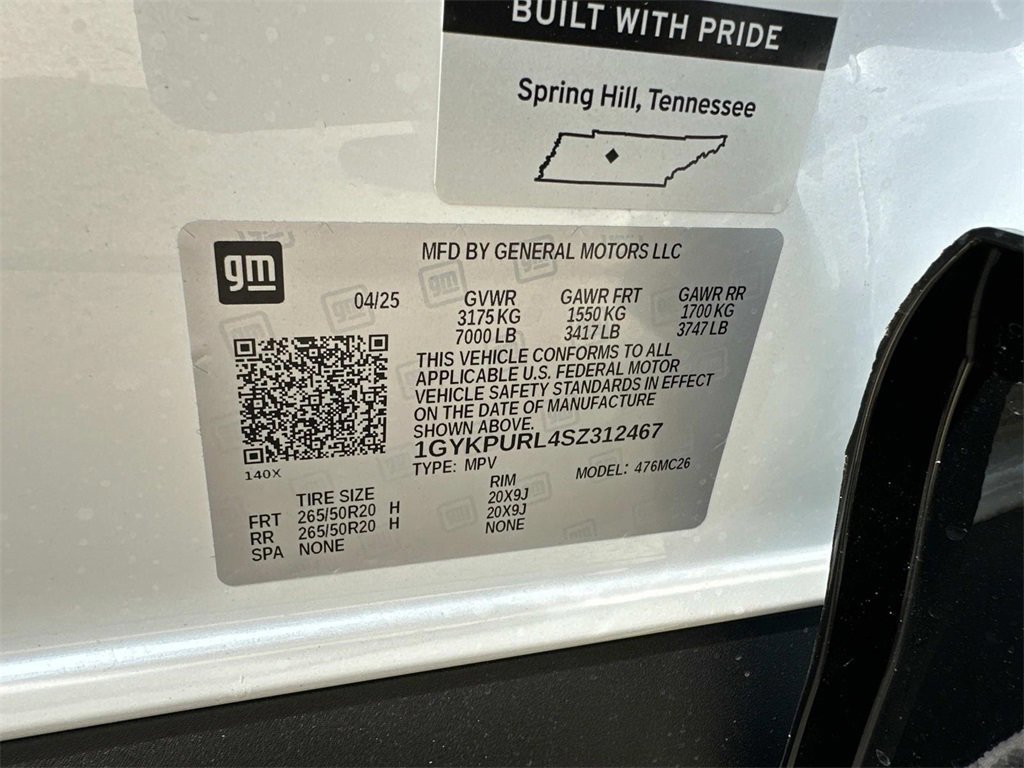 BUILT WITH PRIDE
Spring Hill, Tennessee
gm
MFD BY GENERAL MOTORS LLC
04/25
GVWR GAWR FRT GAWR RR
3175 KG 1550 KG 1700 KG
7000 LB 3417 LB 3747 LB
THIS VEHICLE CONFORMS TO ALL
APPLICABLE U.S. FEDERAL MOTOR
VEHICLE SAFETY STANDARDS IN EFFECT
ON THE DATE OF MANUFACTURE
SHOWN ABOVE.
1GYKPURL4SZ312467
140X
TYPE: MPV MODEL: 476MC26
TIRE SIZE RIM
FRT 265/50R20 H 20X9J
RR 265/50R20 H 20X9J
SPA NONE NONE